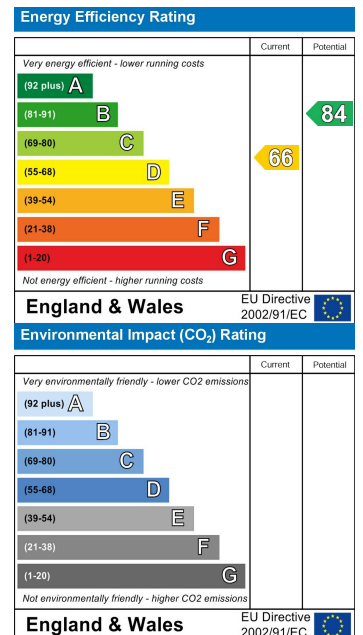 Energy Efficiency Rating
Current Potential
Very energy efficient - lower running costs
(92 plus) A
(81-91) B
84
(69-80) C
66
(55-68) D
(39-54) E
(21-38) F
(1-20) G
Not energy efficient - higher running costs
England & Wales EU Directive
2002/91/EC
Environmental Impact (CO₂) Rating
Current Potential
Very environmentally friendly - lower CO2 emissions
(92 plus) A
(81-91) B
(69-80) C
(55-68) D
(39-54) E
(21-38) F
(1-20) G
Not environmentally friendly - higher CO2 emissions
England & Wales EU Directive
2002/91/EC